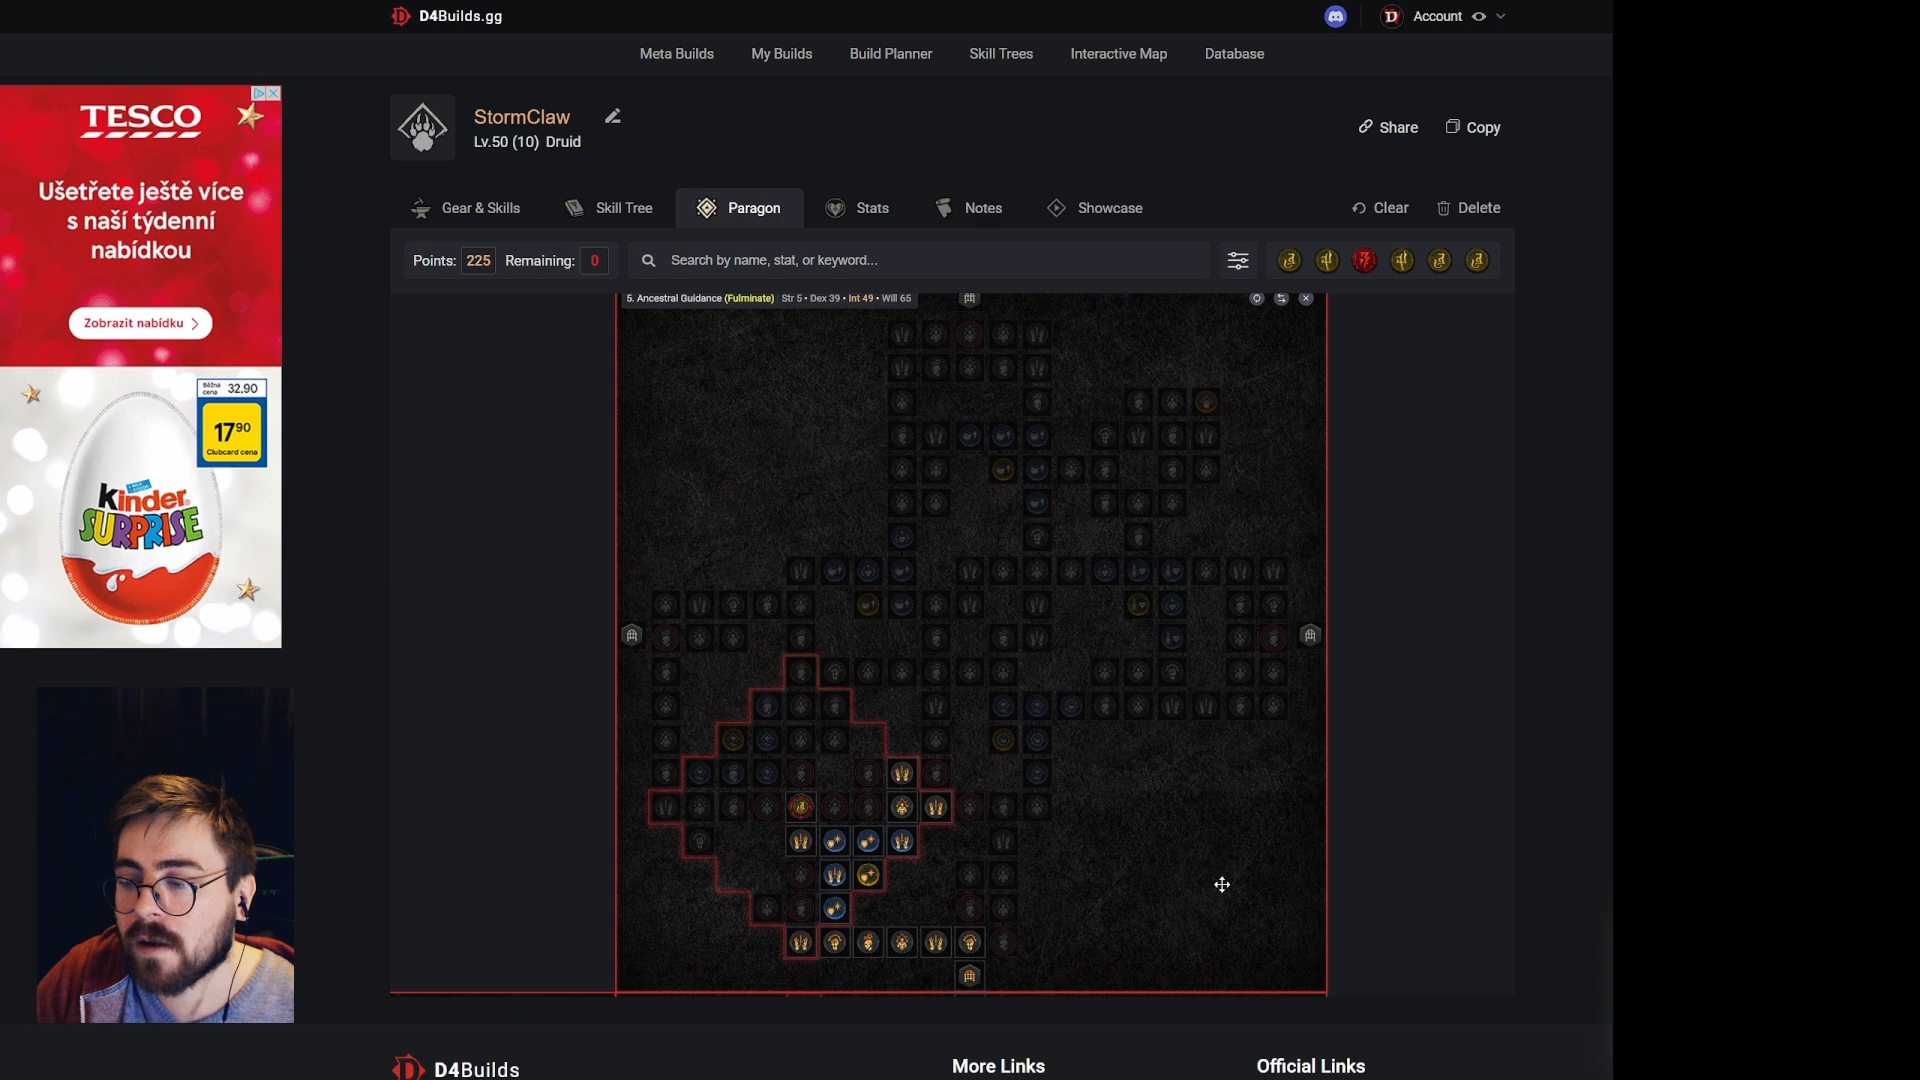 D4Builds.gg
Account
Meta Builds
My Builds
Build Planner
Skill Trees
Interactive Map
Database
TESCO
Ušetřete ještě více
s naší týdenní
nabídkou
Zobrazit nabídku
Běžná
cena
32,90
17 90
Clubcard cena
Kinder
SURPRISE
StormClaw
Lv.50 (10) Druid
Share
Copy
Gear & Skills
Skill Tree
Paragon
Stats
Notes
Showcase
Clear
Delete
Points: 225 Remaining: 0
Search by name, stat, or keyword...
5. Ancestral Guidance (Fulminate) Str 5 • Dex 39 • Int 49 • Will 65
D4Builds
More Links
Official Links